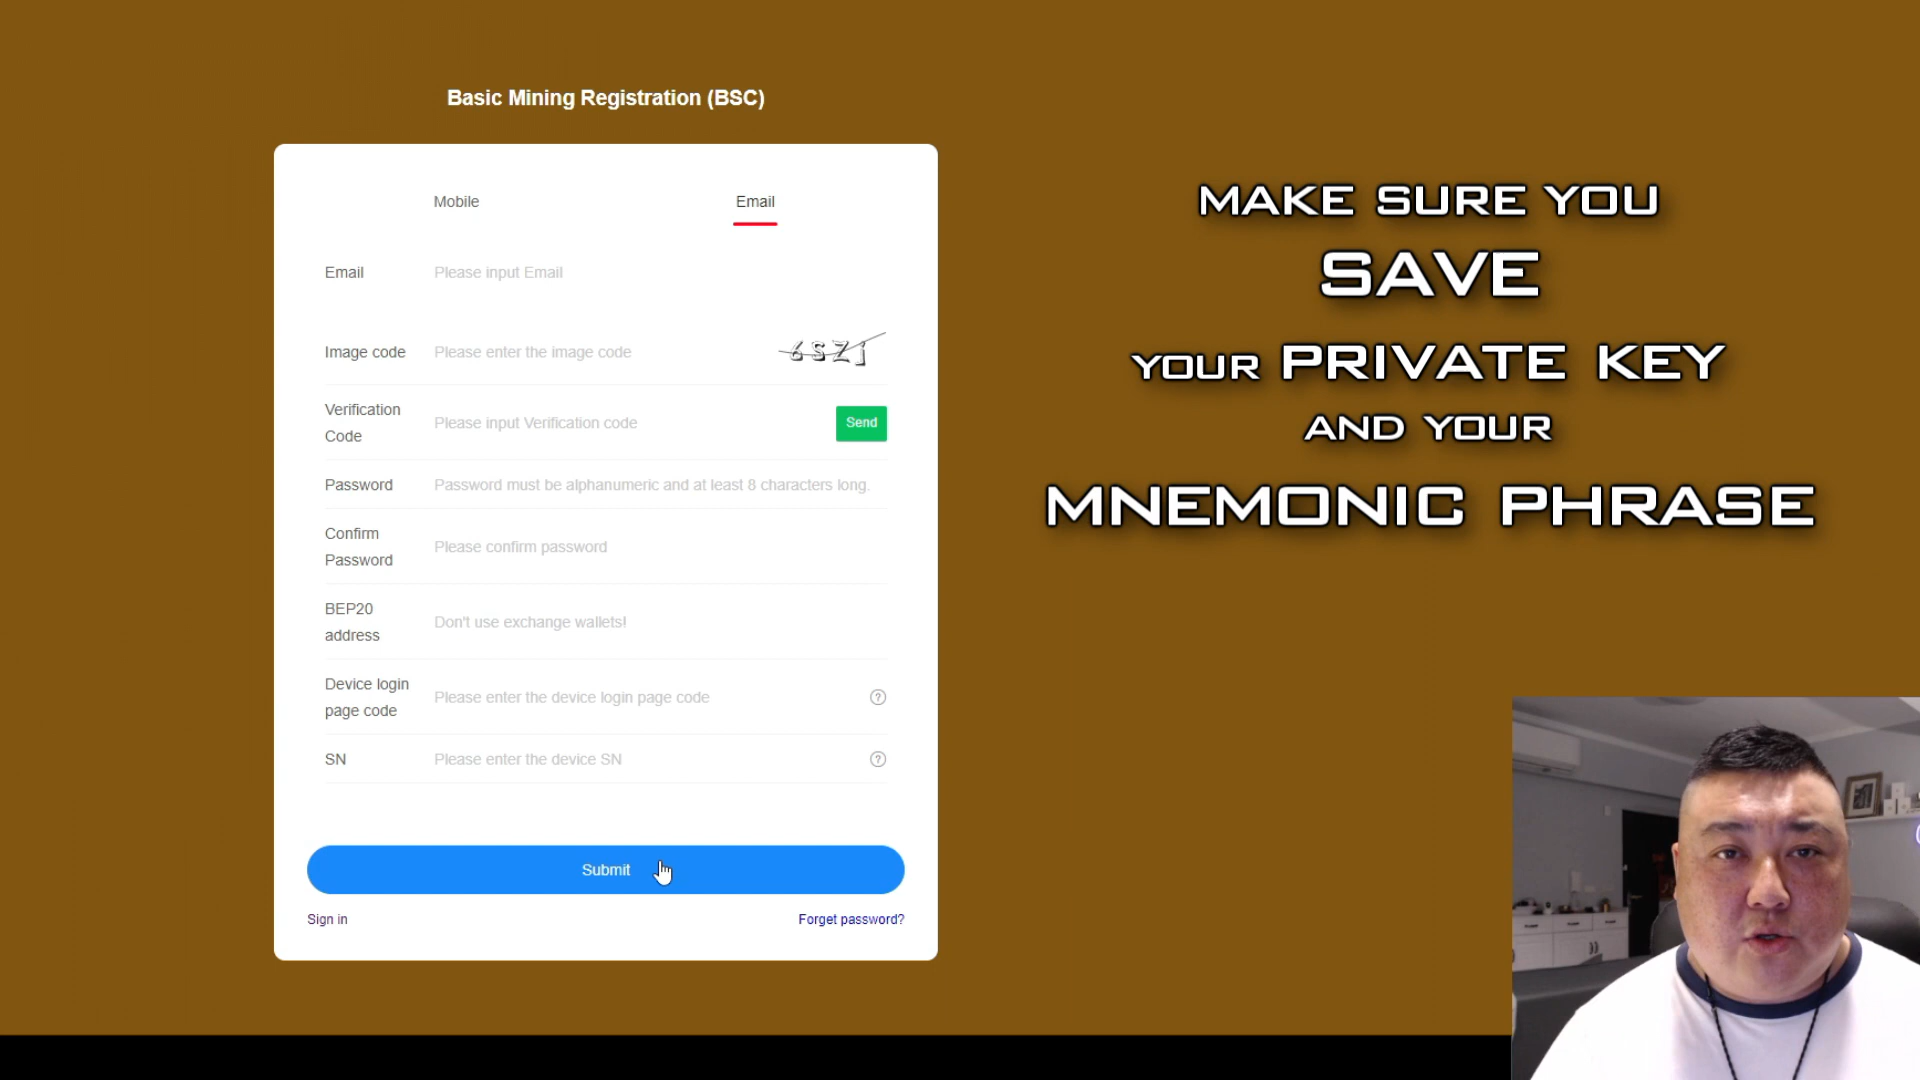 Basic Mining Registration (BSC)
Mobile
Email
Email
Please input Email
Image code
Please enter the image code
6SZj
Verification
Code
Please input Verification code
Send
Password
Password must be alphanumeric and at least 8 characters long.
Confirm
Password
Please confirm password
BEP20
address
Don't use exchange wallets!
Device login
page code
Please enter the device login page code
?
SN
Please enter the device SN
?
Submit
Sign in
Forget password?
MAKE SURE YOU
SAVE
YOUR PRIVATE KEY
AND YOUR
MNEMONIC PHRASE